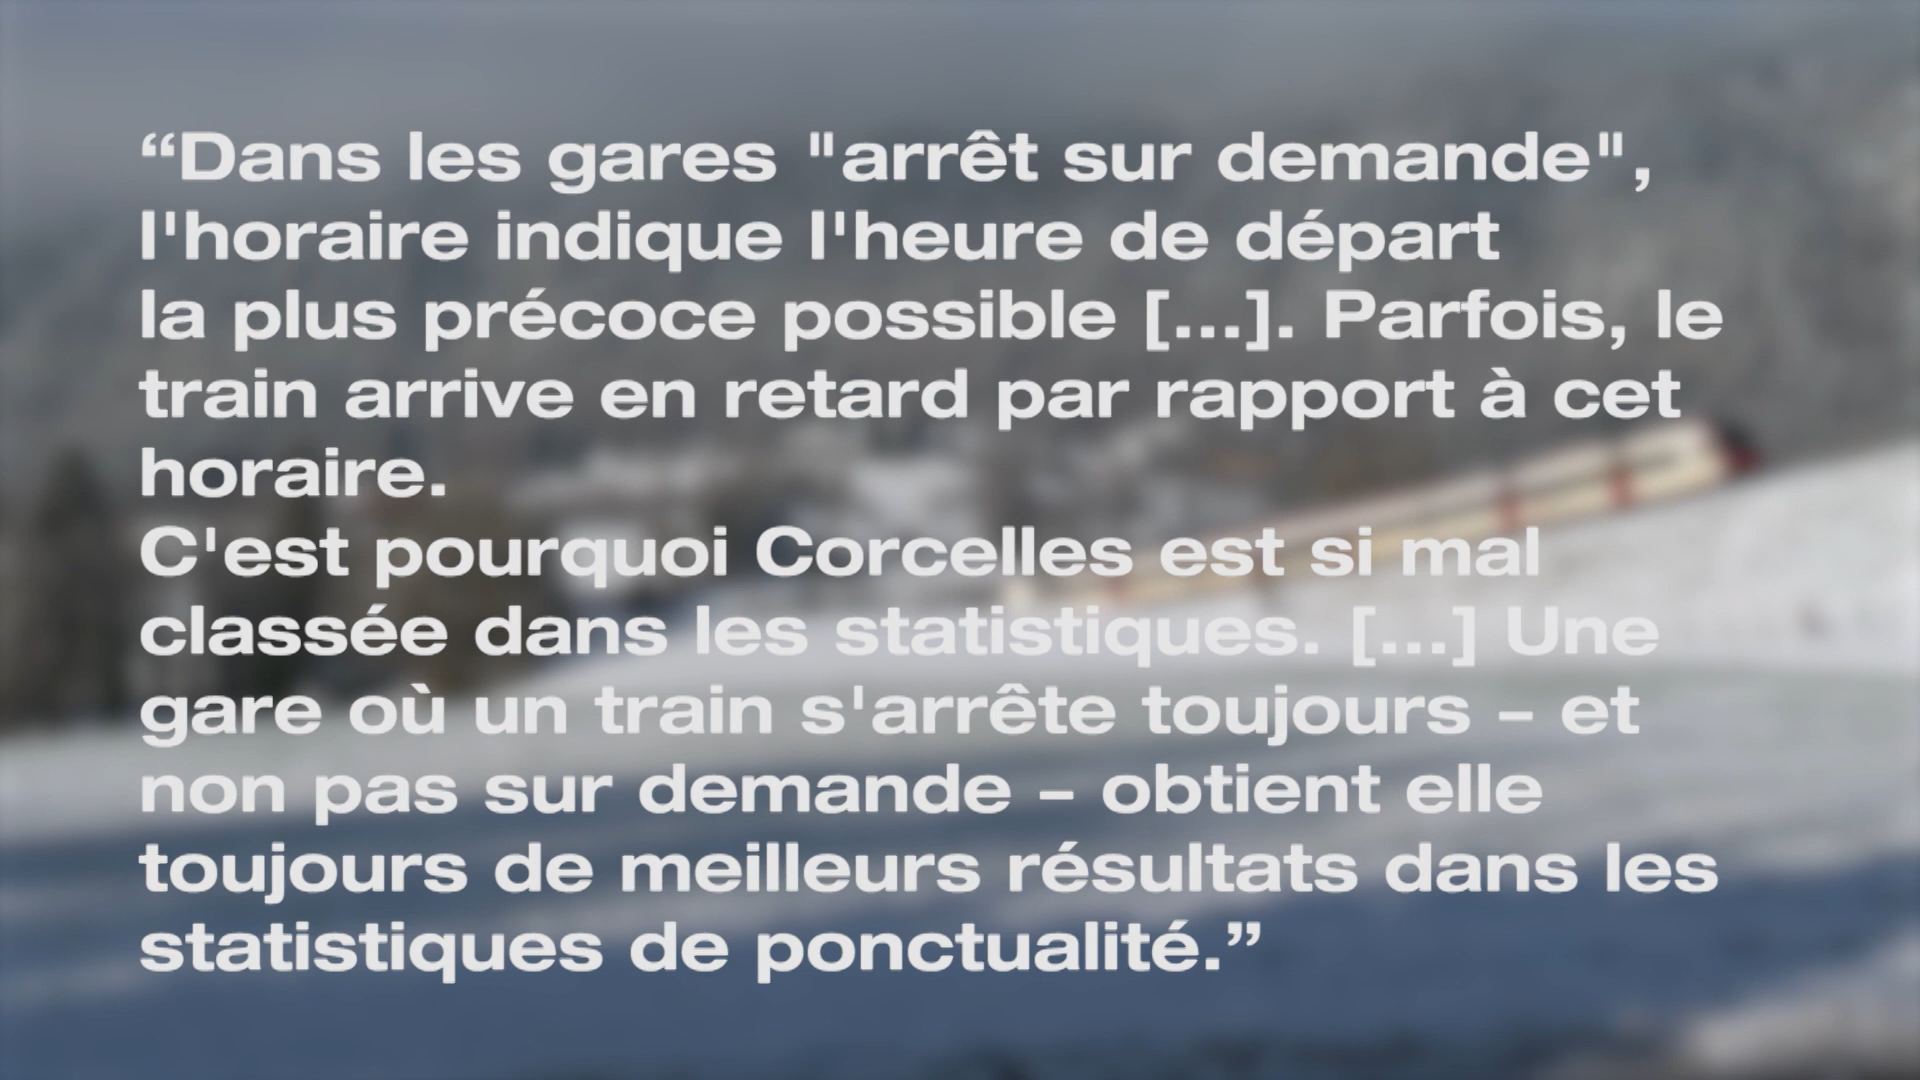 “Dans les gares "arrêt sur demande",
l'horaire indique l'heure de départ
la plus précoce possible [...]. Parfois, le
train arrive en retard par rapport à cet
horaire.
C'est pourquoi Corcelles est si mal
classée dans les statistiques. [...] Une
gare où un train s'arrête toujours – et
non pas sur demande – obtient elle
toujours de meilleurs résultats dans les
statistiques de ponctualité.”